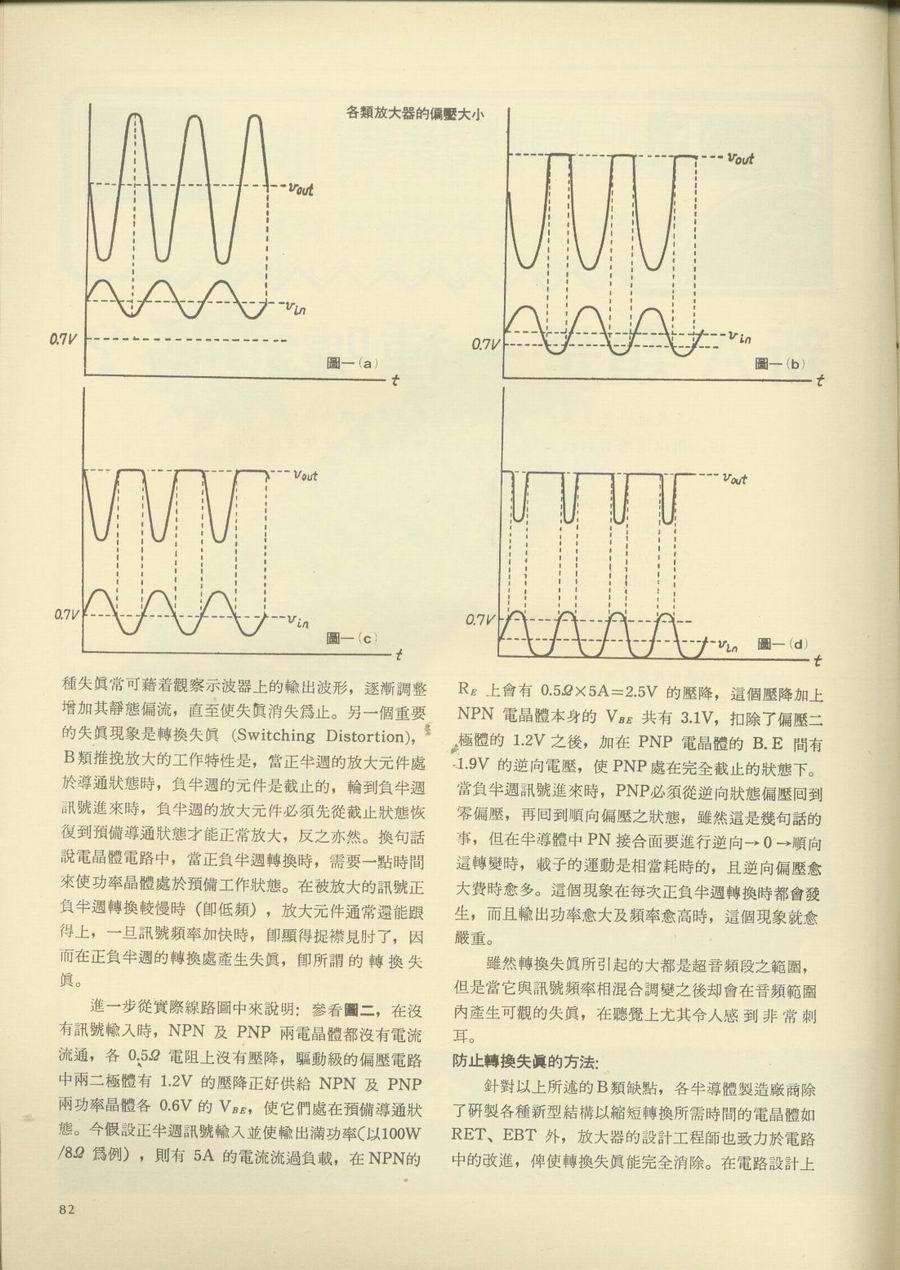 各類放大器的偏壓大小
vout
vin
0.7V
圖一(a)
t
vout
vin
0.7V
圖一(b)
t
vout
0.7V
vin
圖一(c)
t
vout
0.7V
vin
圖一(d)
t
種失眞常可藉着觀察示波器上的輸出波形，逐漸調整
增加其靜態偏流，直至使失眞消失爲止。另一個重要
的失眞現象是轉換失眞 (Switching Distortion)，
B類推挽放大的工作特性是，當正半週的放大元件處
於導通狀態時，負半週的元件是截止的，輪到負半週
訊號進來時，負半週的放大元件必須先從截止狀態恢
復到預備導通狀態才能正常放大，反之亦然。換句話
說電晶體電路中，當正負半週轉換時，需要一點時間
來使功率晶體處於預備工作狀態。在被放大的訊號正
負半週轉換較慢時（卽低頻），放大元件通常還能跟
得上，一旦訊號頻率加快時，卽顯得捉襟見肘了，因
而在正負半週的轉換處產生失眞，卽所謂的轉換失
眞。
進一步從實際線路圖中來說明：參看圖二，在沒
有訊號輸入時，NPN 及 PNP 兩電晶體都沒有電流
流通，各 0.5Ω 電阻上沒有壓降，驅動級的偏壓電路
中兩二極體有 1.2V 的壓降正好供給 NPN 及 PNP
兩功率晶體各 0.6V 的 VBE，使它們處在預備導通狀
態。今假設正半週訊號輸入並使輸出滿功率(以100W
/8Ω 爲例)，則有 5A 的電流流過負載，在NPN的
RE 上會有 0.5Ω×5A=2.5V 的壓降，這個壓降加上
NPN 電晶體本身的 VBE 共有 3.1V，扣除了偏壓二
極體的 1.2V 之後，加在 PNP 電晶體的 B.E 間有
-1.9V 的逆向電壓，使PNP處在完全截止的狀態下。
當負半週訊號進來時，PNP必須從逆向狀態偏壓回到
零偏壓，再回到順向偏壓之狀態，雖然這是幾句話的
事，但在半導體中 PN 接合面要進行逆向→0→順向
這轉變時，載子的運動是相當耗時的，且逆向偏壓愈
大費時愈多。這個現象在每次正負半週轉換時都會發
生，而且輸出功率愈大及頻率愈高時，這個現象就愈
嚴重。
雖然轉換失眞所引起的大都是超音頻段之範圍，
但是當它與訊號頻率相混合調變之後却會在音頻範圍
內產生可觀的失眞，在聽覺上尤其令人感到非常刺
耳。
防止轉換失眞的方法：
針對以上所述的B類缺點，各半導體製造廠商除
了研製各種新型結構以縮短轉換所需時間的電晶體如
RET、EBT 外，放大器的設計工程師也致力於電路
中的改進，俾使轉換失眞能完全消除。在電路設計上
82